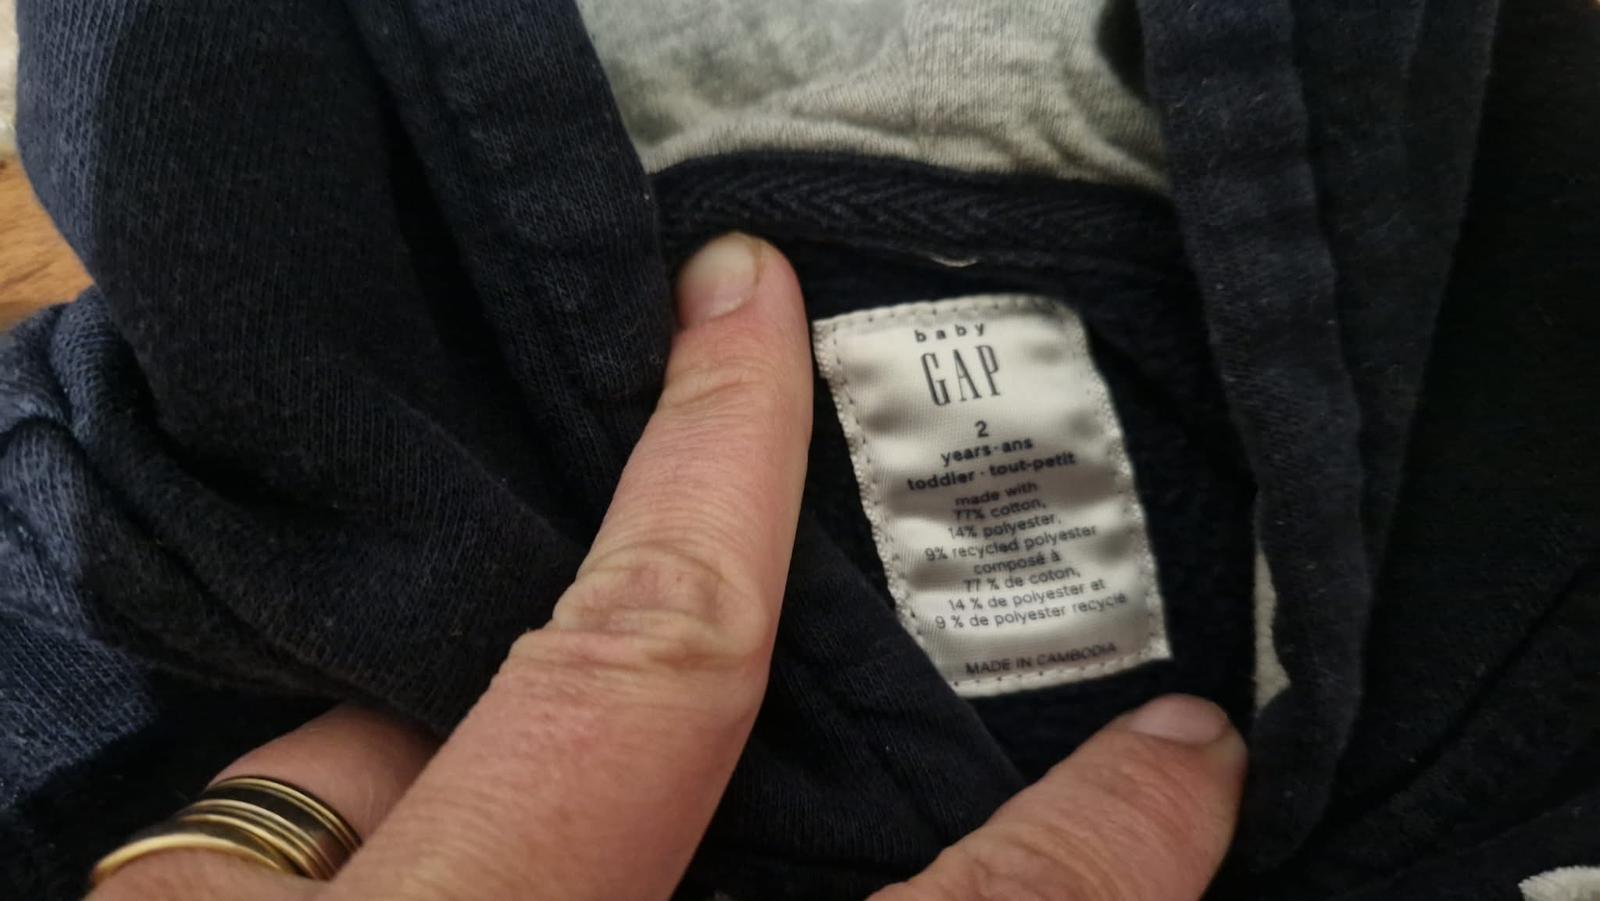 baby
GAP
2
years·ans
toddler·tout-petit
made with
77% cotton,
14% polyester,
9% recycled polyester
composé à
77 % de coton,
14 % de polyester et
9 % de polyester recyclé
MADE IN CAMBODIA